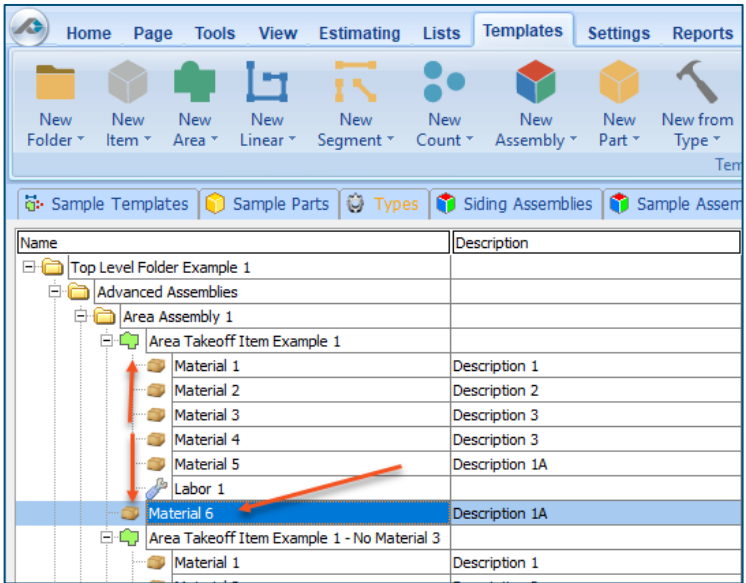 Home Page Tools View Estimating Lists Templates Settings Reports
New Folder New Item New Area New Linear New Segment New Count New Assembly New Part New from Type
Tem
Sample Templates Sample Parts Types Siding Assemblies Sample Assem
Name Description
Top Level Folder Example 1
Advanced Assemblies
Area Assembly 1
Area Takeoff Item Example 1
Material 1 Description 1
Material 2 Description 2
Material 3 Description 3
Material 4 Description 3
Material 5 Description 1A
Labor 1
Material 6 Description 1A
Area Takeoff Item Example 1 - No Material 3
Material 1 Description 1